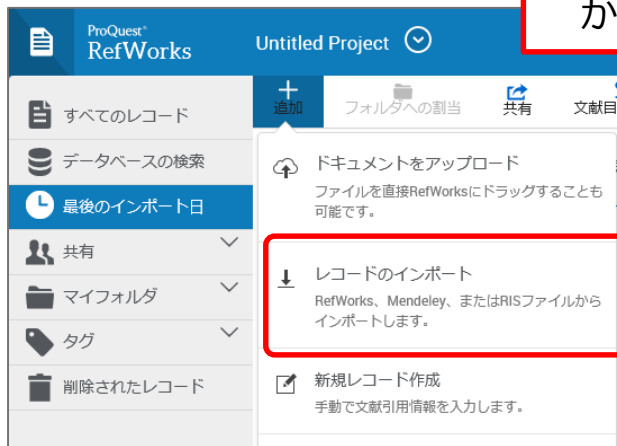 か
ProQuest
RefWorks
Untitled Project
すべてのレコード
データベースの検索
最後のインポート日
共有
マイフォルダ
タグ
削除されたレコード
追加
フォルダへの割当
共有
文献目
ドキュメントをアップロード
ファイルを直接RefWorksにドラッグすることも
可能です。
レコードのインポート
RefWorks、Mendeley、またはRISファイルから
インポートします。
新規レコード作成
手動で文献引用情報を入力します。